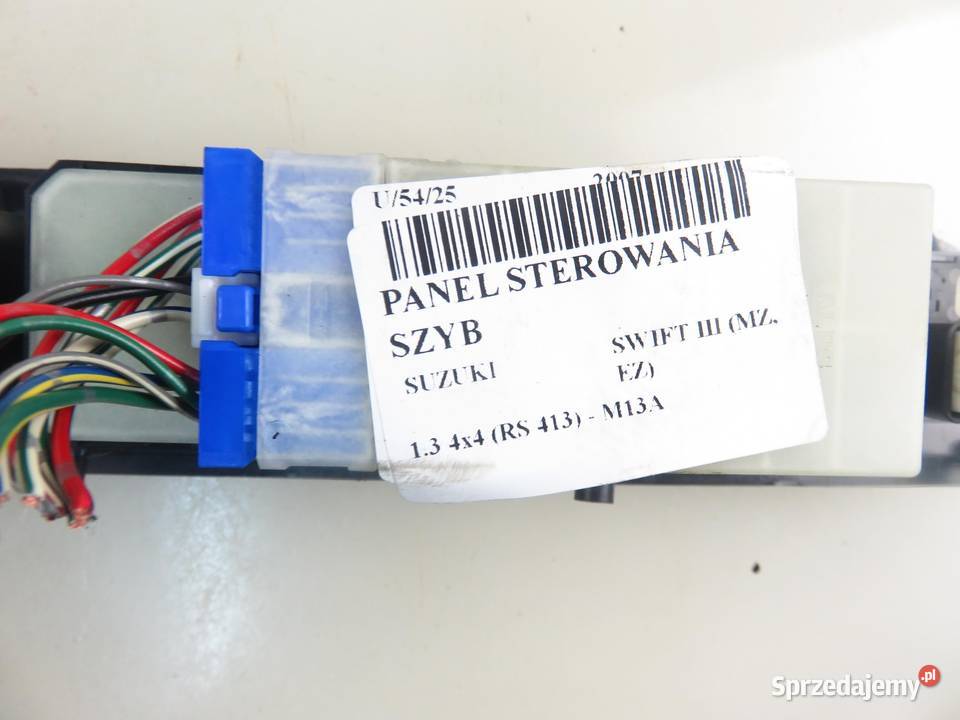 U/54/25 2007
PANEL STEROWANIA
SZYB
SUZUKI SWIFT III (MZ,
EZ)
1.3 4x4 (RS 413) - M13A
Sprzedajemy.pl